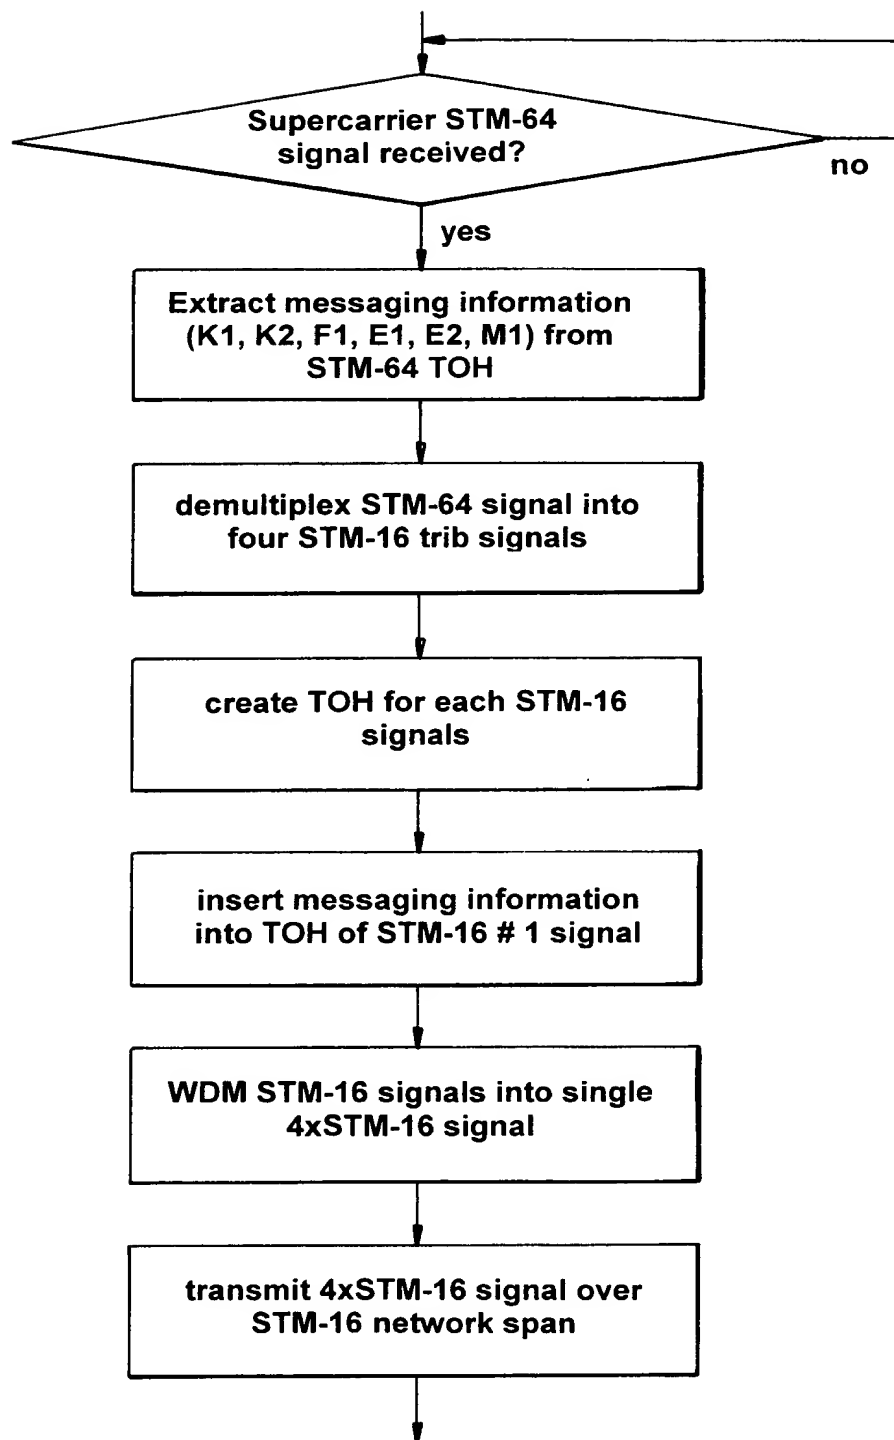 Supercarrier STM-64
signal received?
no
yes
Extract messaging information
(K1, K2, F1, E1, E2, M1) from
STM-64 TOH
demultiplex STM-64 signal into
four STM-16 trib signals
create TOH for each STM-16
signals
insert messaging information
into TOH of STM-16 # 1 signal
WDM STM-16 signals into single
4xSTM-16 signal
transmit 4xSTM-16 signal over
STM-16 network span